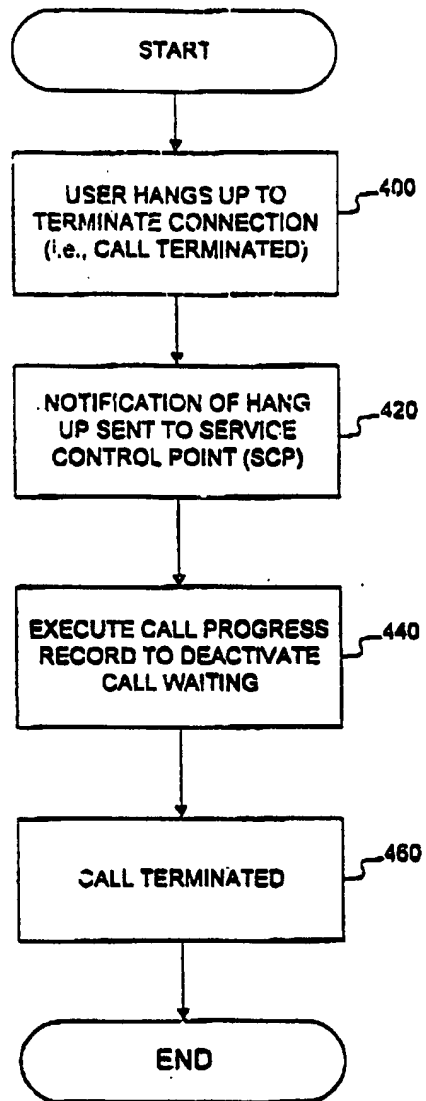 START
USER HANGS UP TO
TERMINATE CONNECTION
(i.e., CALL TERMINATED)
400
NOTIFICATION OF HANG
UP SENT TO SERVICE
CONTROL POINT (SCP)
420
EXECUTE CALL PROGRESS
RECORD TO DEACTIVATE
CALL WAITING
440
CALL TERMINATED
460
END